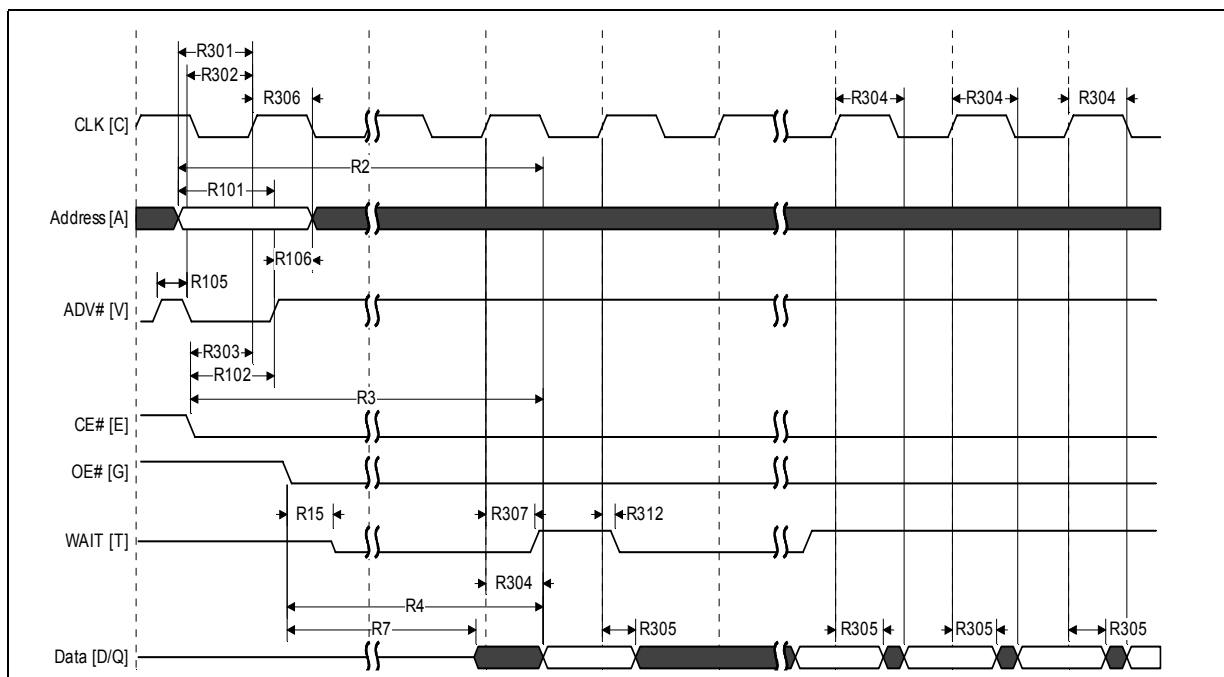 R301
R302
R306
R304
R304
R304
CLK [C]
R2
R101
Address [A]
R106
R105
ADV# [V]
R303
R102
R3
CE# [E]
OE# [G]
R15
R307
R312
WAIT [T]
R304
R4
R7
R305
R305
R305
R305
Data [D/Q]